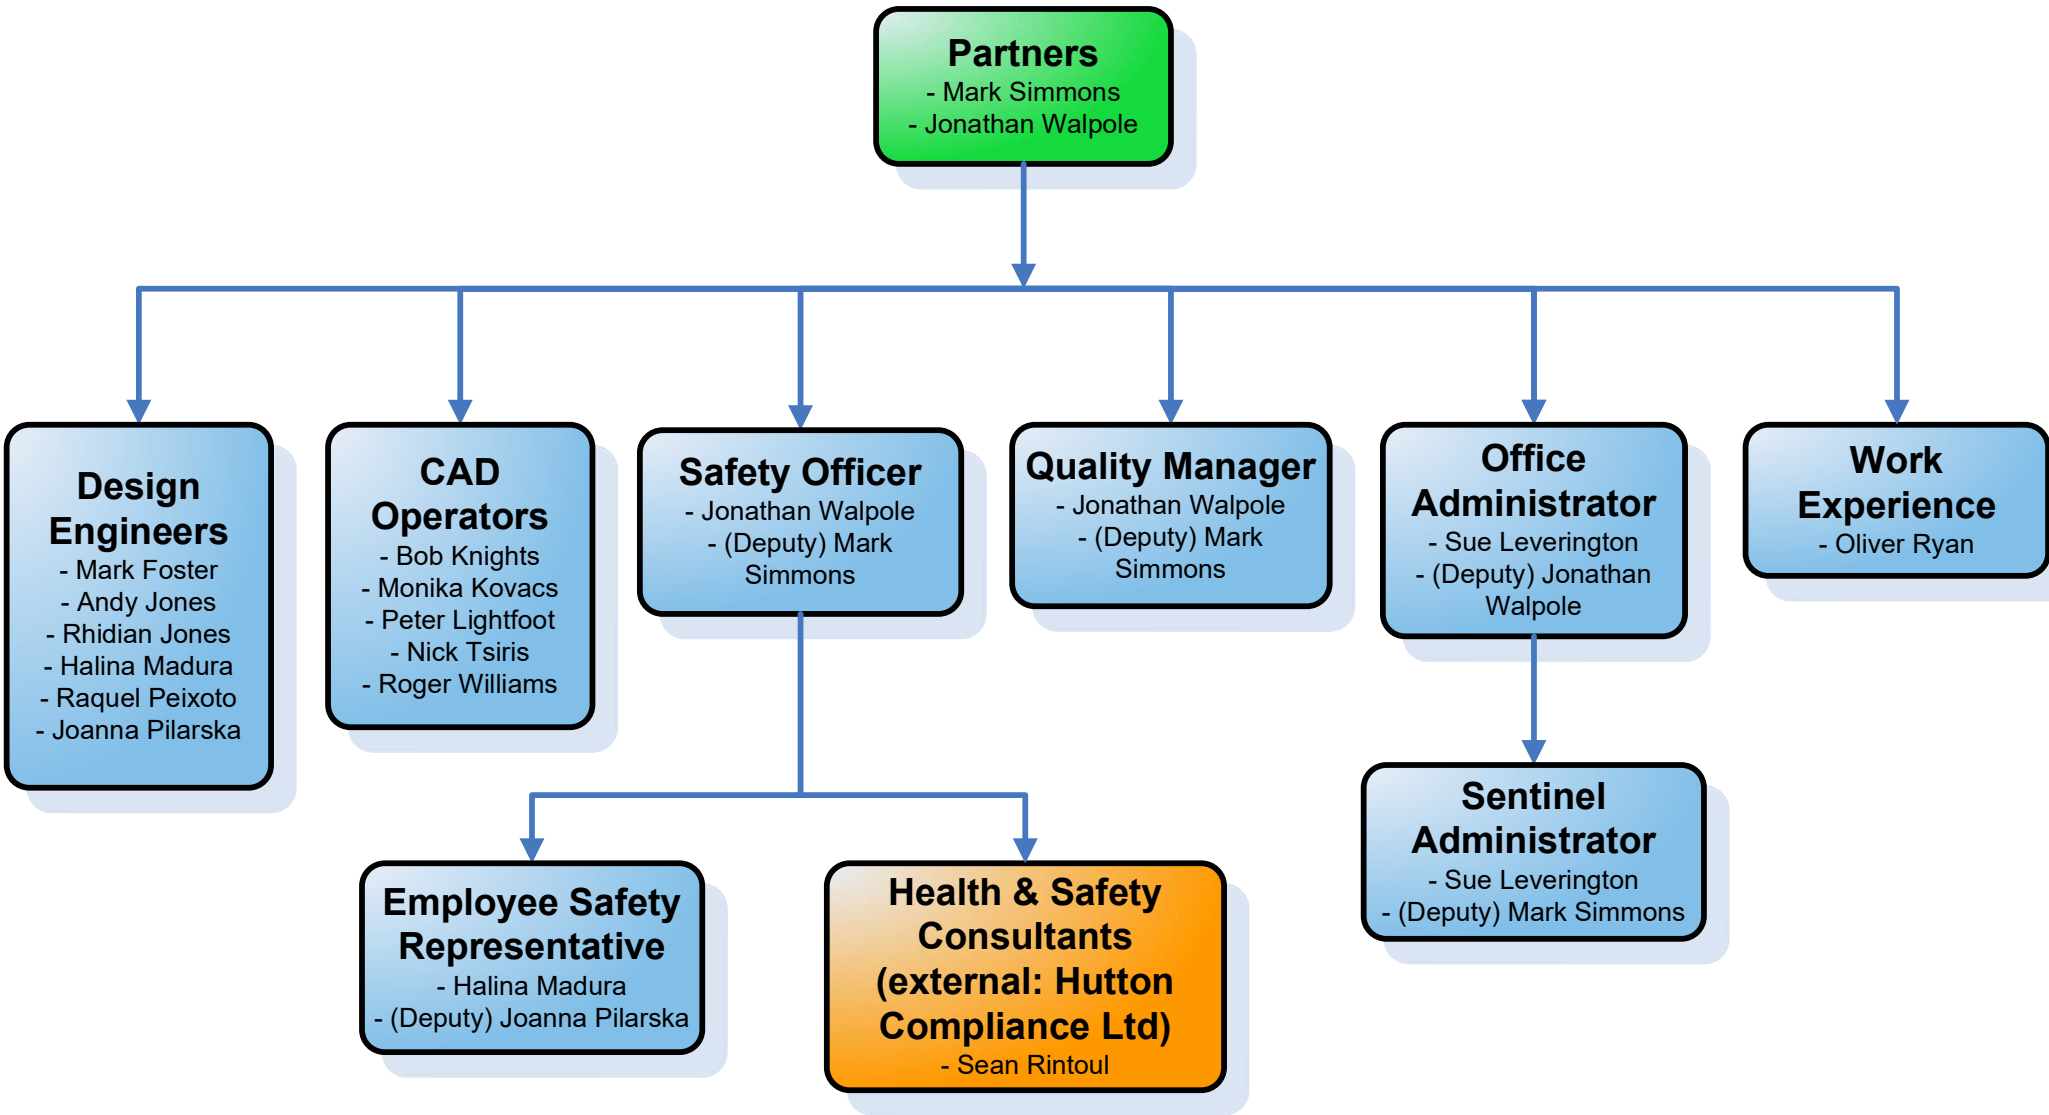 Partners
- Mark Simmons
- Jonathan Walpole
Design
Engineers
- Mark Foster
- Andy Jones
- Rhidian Jones
- Halina Madura
- Raquel Peixoto
- Joanna Pilarska
CAD
Operators
- Bob Knights
- Monika Kovacs
- Peter Lightfoot
- Nick Tsiris
- Roger Williams
Safety Officer
- Jonathan Walpole
- (Deputy) Mark
Simmons
Quality Manager
- Jonathan Walpole
- (Deputy) Mark
Simmons
Office
Administrator
- Sue Leverington
- (Deputy) Jonathan
Walpole
Work
Experience
- Oliver Ryan
Employee Safety
Representative
- Halina Madura
- (Deputy) Joanna Pilarska
Health & Safety
Consultants
(external: Hutton
Compliance Ltd)
- Sean Rintoul
Sentinel
Administrator
- Sue Leverington
- (Deputy) Mark Simmons